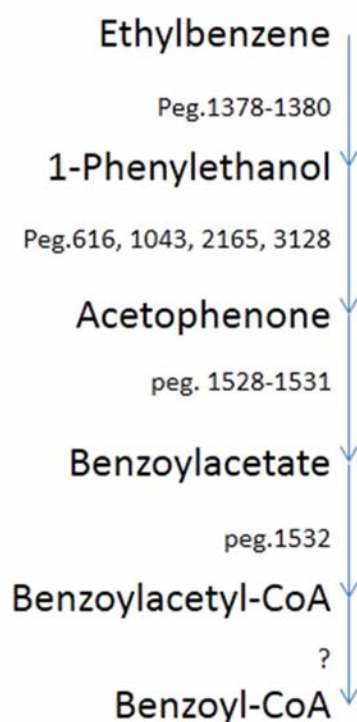 Ethylbenzene
Peg.1378-1380
1-Phenylethanol
Peg.616, 1043, 2165, 3128
Acetophenone
peg. 1528-1531
Benzoylacetate
peg.1532
Benzoylacetyl-CoA
?
Benzoyl-CoA